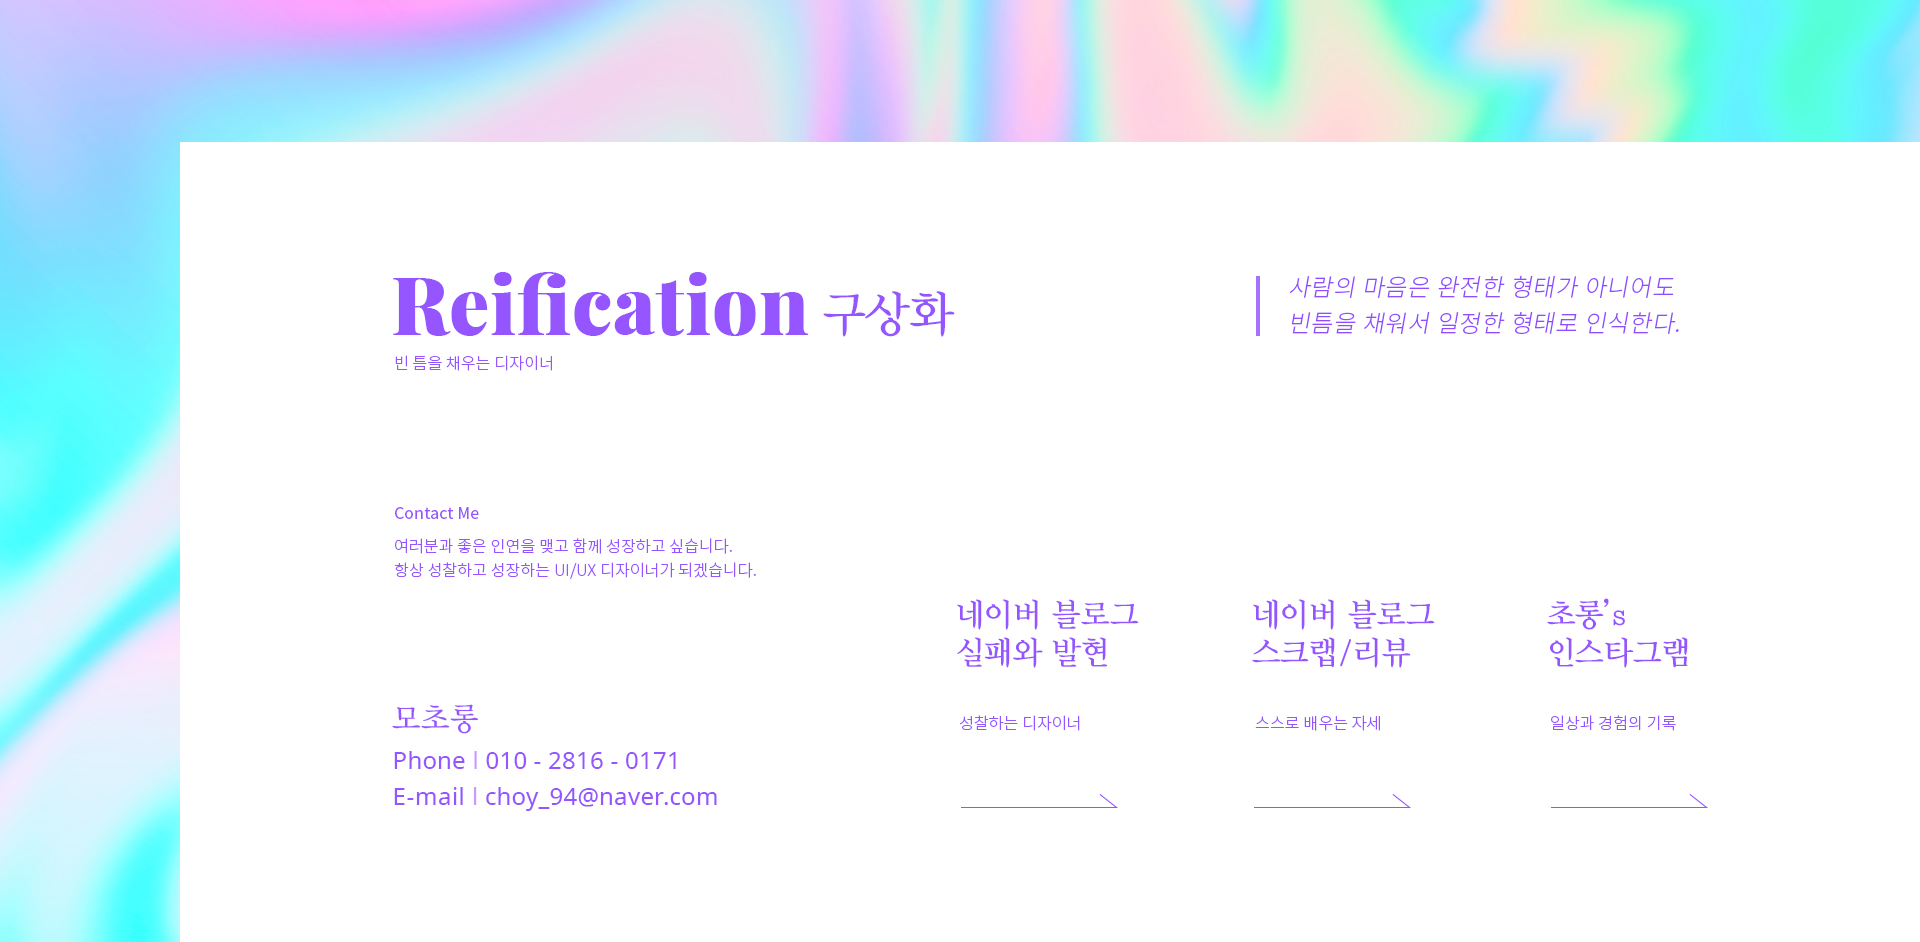 Reification 구상화
빈 틈을 채우는 디자이너
사람의 마음은 완전한 형태가 아니어도
빈틈을 채워서 일정한 형태로 인식한다.
Contact Me
여러분과 좋은 인연을 맺고 함께 성장하고 싶습니다.
항상 성찰하고 성장하는 UI/UX 디자이너가 되겠습니다.
모초롱
Phone | 010 - 2816 - 0171
E-mail | choy_94@naver.com
네이버 블로그
실패와 발현
성찰하는 디자이너
네이버 블로그
스크랩/리뷰
스스로 배우는 자세
초롱’s
인스타그램
일상과 경험의 기록